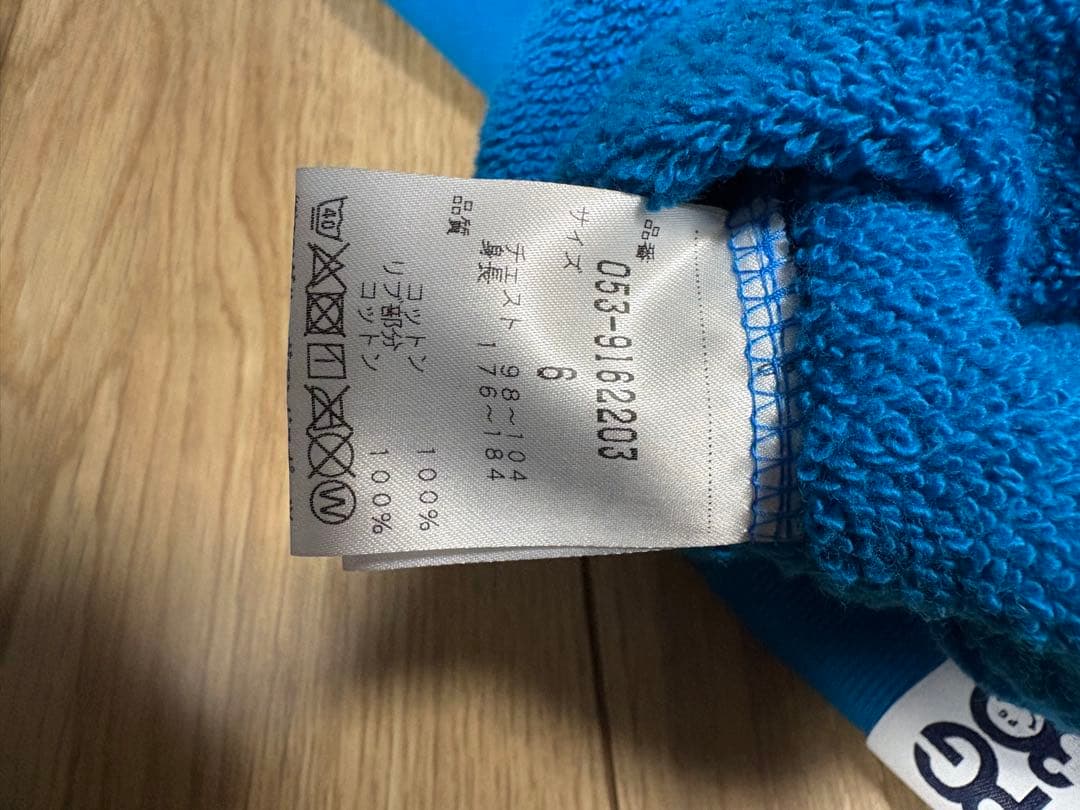 品番
053-9162203
サイズ
6
チェスト 98~104
身長 176~184
品質
コットン 100%
リブ部分
コットン 100%
40
W